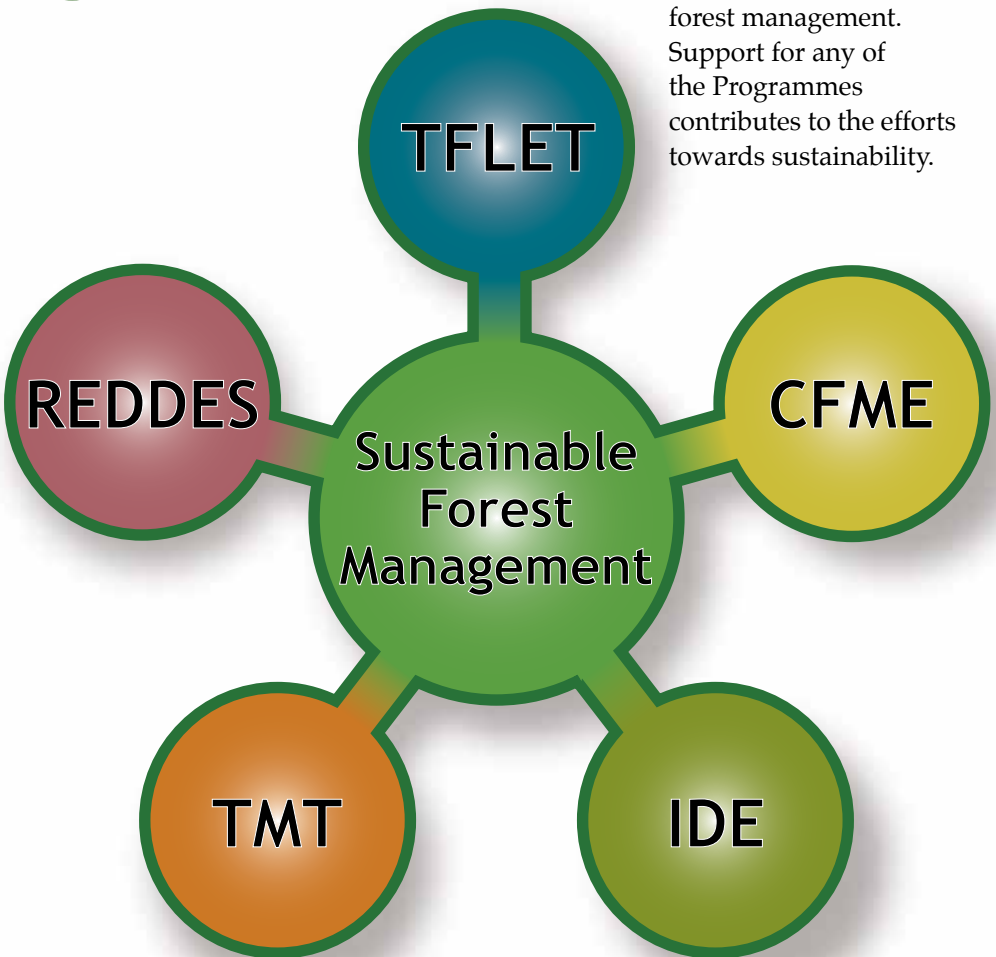 forest management.
Support for any of
the Programmes
contributes to the efforts
towards sustainability.
TFLET
REDDES
CFME
Sustainable
Forest
Management
TMT
IDE